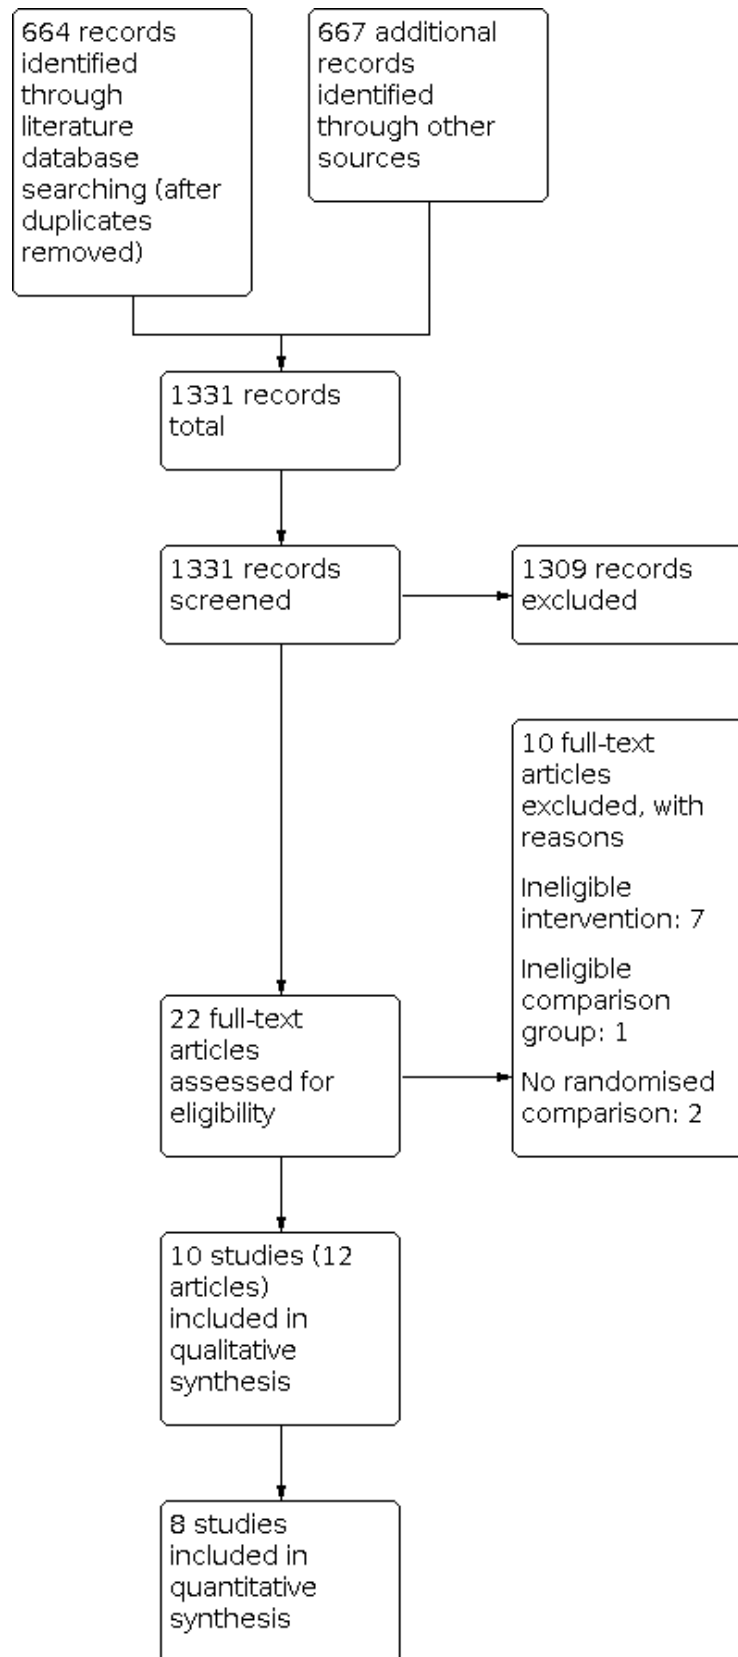 664 records
identified
through
literature
database
searching (after
duplicates
removed)
667 additional
records
identified
through other
sources
1331 records
total
1331 records
screened
1309 records
excluded
10 full-text
articles
excluded, with
reasons
Ineligible
intervention: 7
Ineligible
comparison
group: 1
No randomised
comparison: 2
22 full-text
articles
assessed for
eligibility
10 studies (12
articles)
included in
qualitative
synthesis
8 studies
included in
quantitative
synthesis